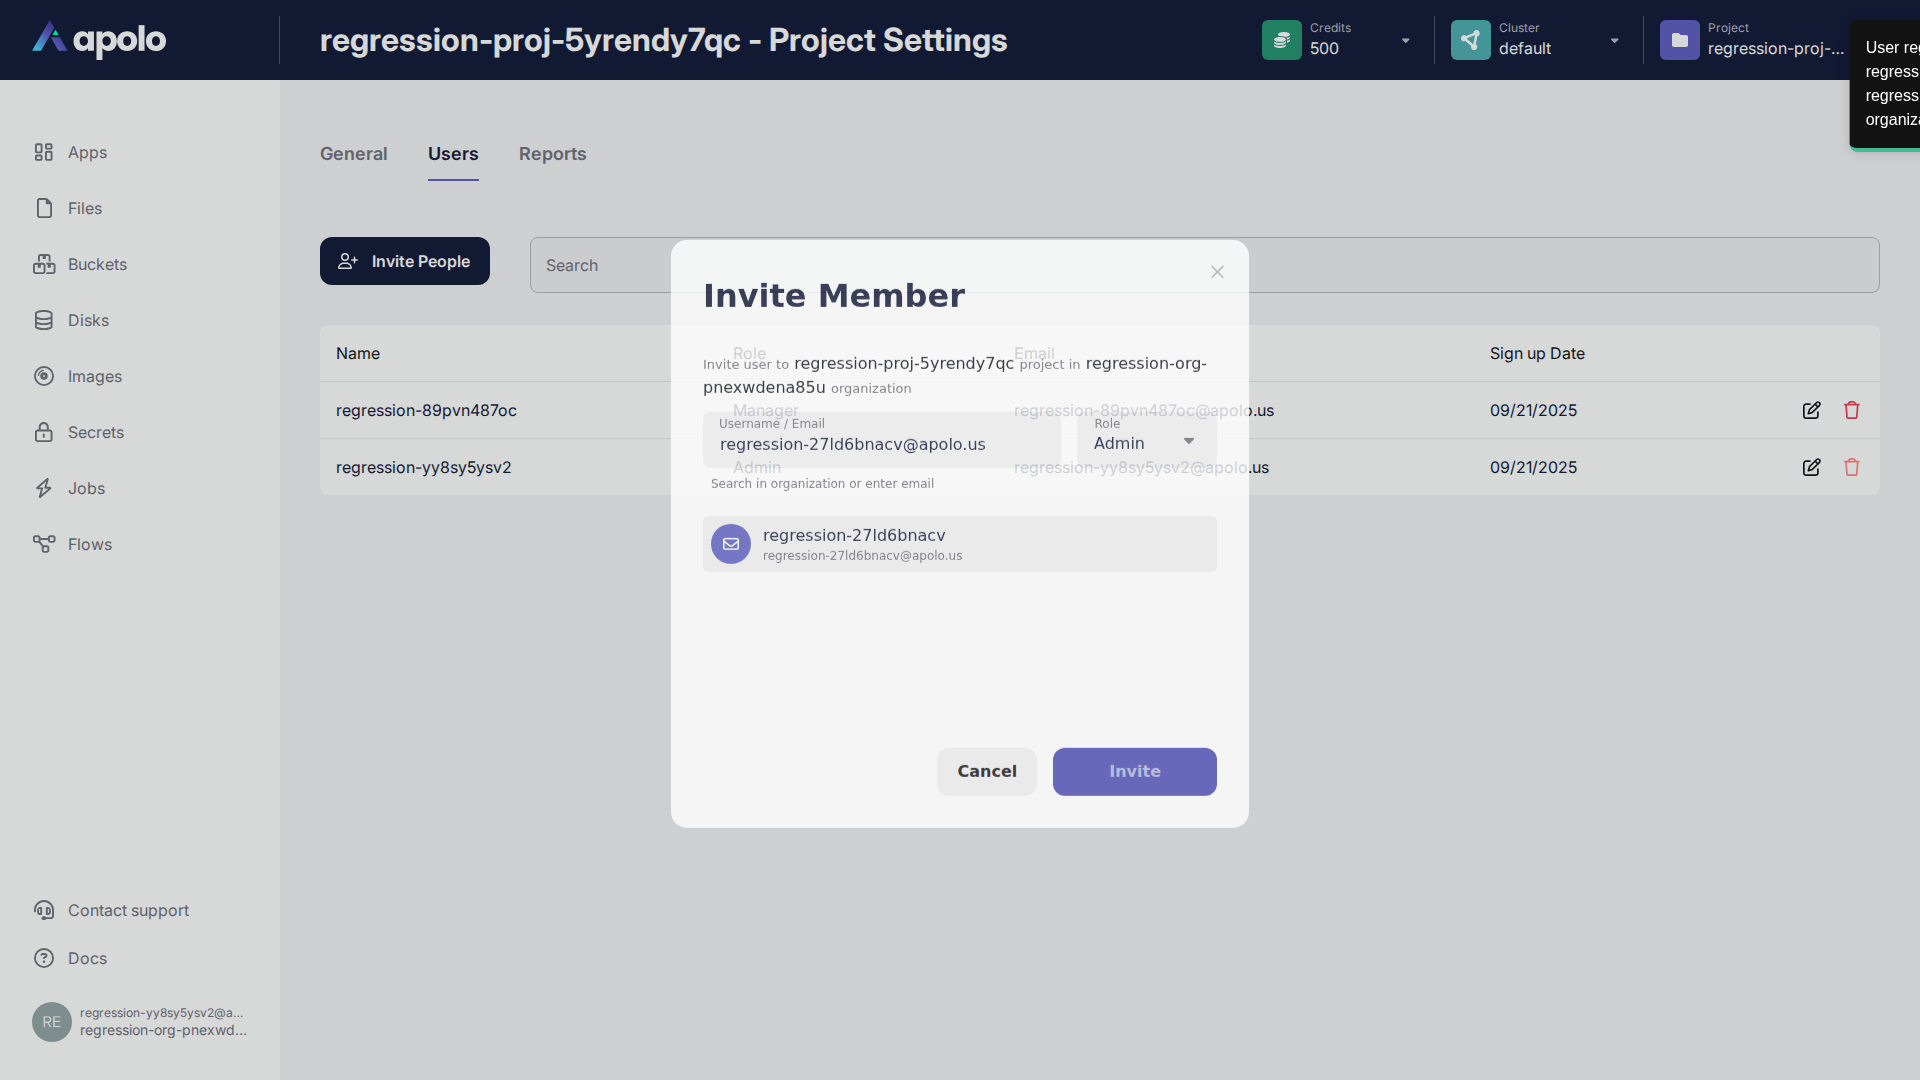 apolo
regression-proj-5yrendy7qc - Project Settings
Credits
500
Cluster
default
Project
regression-proj-...
User reg
regress
regress
organiza
Apps
Files
Buckets
Disks
Images
Secrets
Jobs
Flows
General
Users
Reports
Invite People
Search
Name
Role
Email
Sign up Date
regression-89pvn487oc
Manager
regression-89pvn487oc@apolo.us
09/21/2025
regression-yy8sy5ysv2
Admin
regression-yy8sy5ysv2@apolo.us
09/21/2025
Invite Member
Invite user to regression-proj-5yrendy7qc project in regression-org-
pnexwdena85u organization
Username / Email
regression-27ld6bnacv@apolo.us
Role
Admin
Search in organization or enter email
regression-27ld6bnacv
regression-27ld6bnacv@apolo.us
Cancel
Invite
Contact support
Docs
RE
regression-yy8sy5ysv2@a...
regression-org-pnexwd...